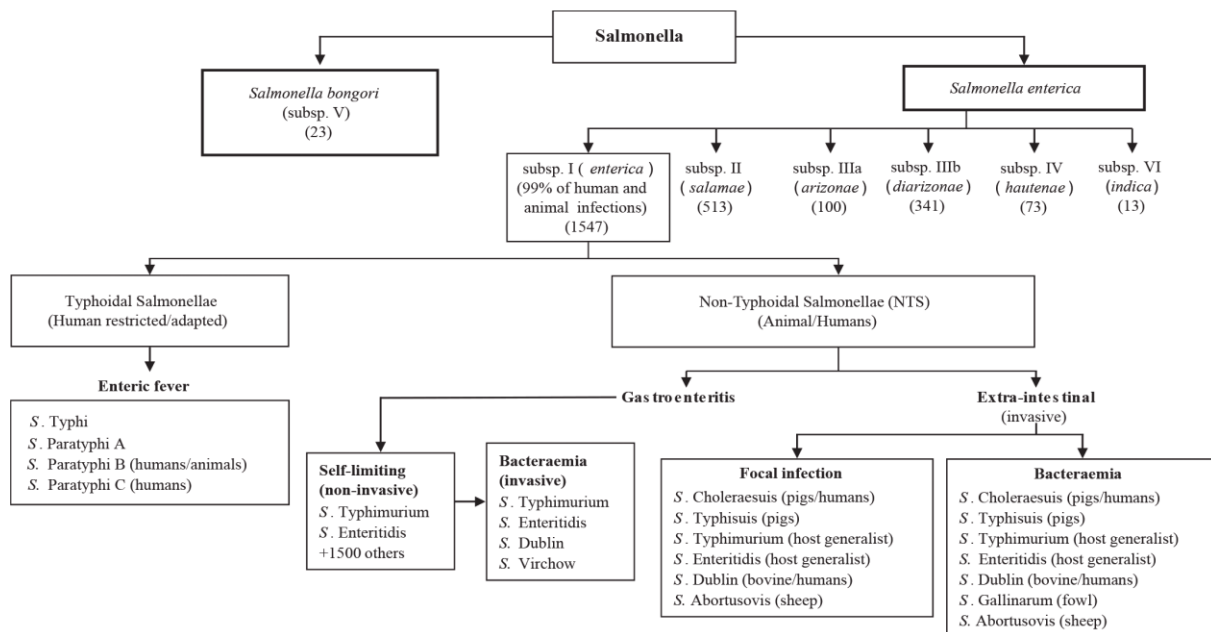 Salmonella
Salmonella bongori
(subsp. V)
(23)
Salmonella enterica
subsp. I ( enterica )
(99% of human and
animal infections)
(1547)
subsp. II
( salamae )
(513)
subsp. IIIa
( arizonae )
(100)
subsp. IIIb
( diarizonae )
(341)
subsp. IV
( hautenae )
(73)
subsp. VI
( indica )
(13)
Typhoidal Salmonellae
(Human restricted/adapted)
Non-Typhoidal Salmonellae (NTS)
(Animal/Humans)
Enteric fever
S. Typhi
S. Paratyphi A
S. Paratyphi B (humans/animals)
S. Paratyphi C (humans)
Gastroenteritis
Extra-intestinal
(invasive)
Self-limiting
(non-invasive)
S. Typhimurium
S. Enteritidis
+1500 others
Bacteraemia
(invasive)
S. Typhimurium
S. Enteritidis
S. Dublin
S. Virchow
Focal infection
S. Choleraesuis (pigs/humans)
S. Typhisuis (pigs)
S. Typhimurium (host generalist)
S. Enteritidis (host generalist)
S. Dublin (bovine/humans)
S. Abortusovis (sheep)
Bacteraemia
S. Choleraesuis (pigs/humans)
S. Typhisuis (pigs)
S. Typhimurium (host generalist)
S. Enteritidis (host generalist)
S. Dublin (bovine/humans)
S. Gallinarum (fowl)
S. Abortusovis (sheep)